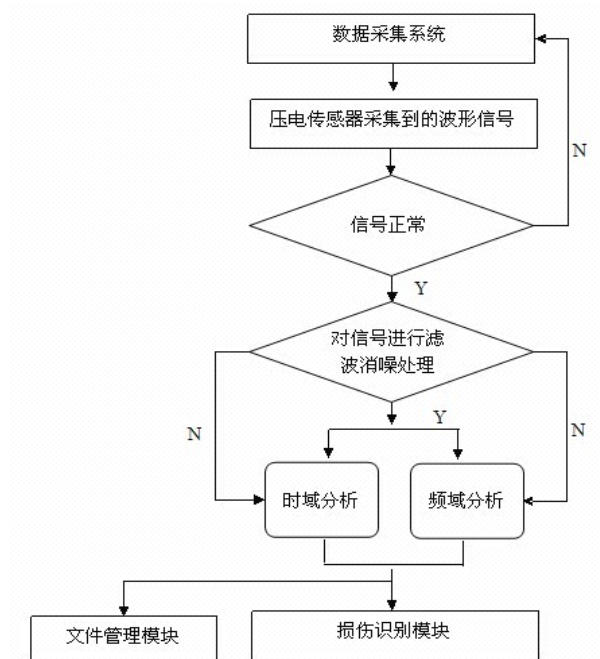 数据采集系统
压电传感器采集到的波形信号
N
信号正常
Y
对信号进行滤
波消噪处理
Y
N
N
时域分析
频域分析
文件管理模块
损伤识别模块